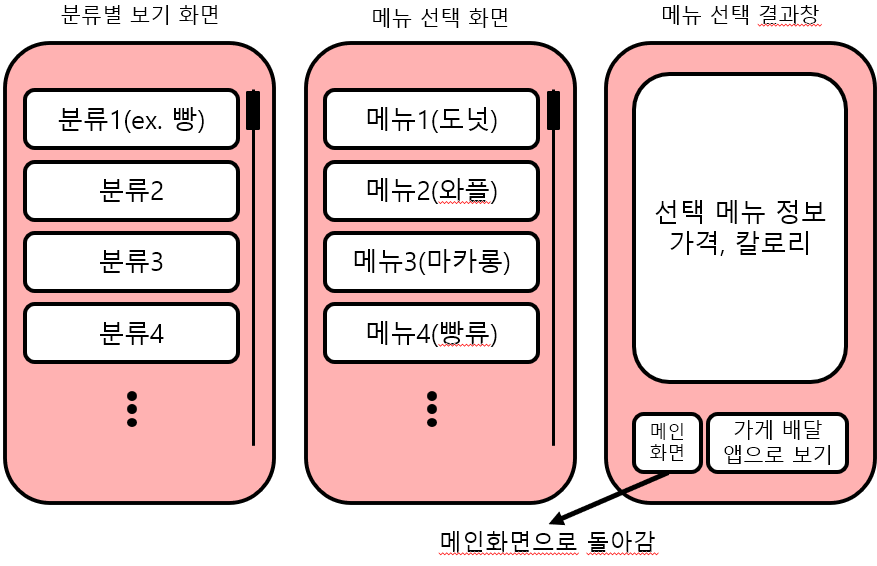 분류별 보기 화면
분류1(ex. 빵)
분류2
분류3
분류4
메뉴 선택 화면
메뉴1(도넛)
메뉴2(와플)
메뉴3(마카롱)
메뉴4(빵류)
메뉴 선택 결과창
선택 메뉴 정보
가격, 칼로리
메인
화면
가게 배달
앱으로 보기
메인화면으로 돌아감